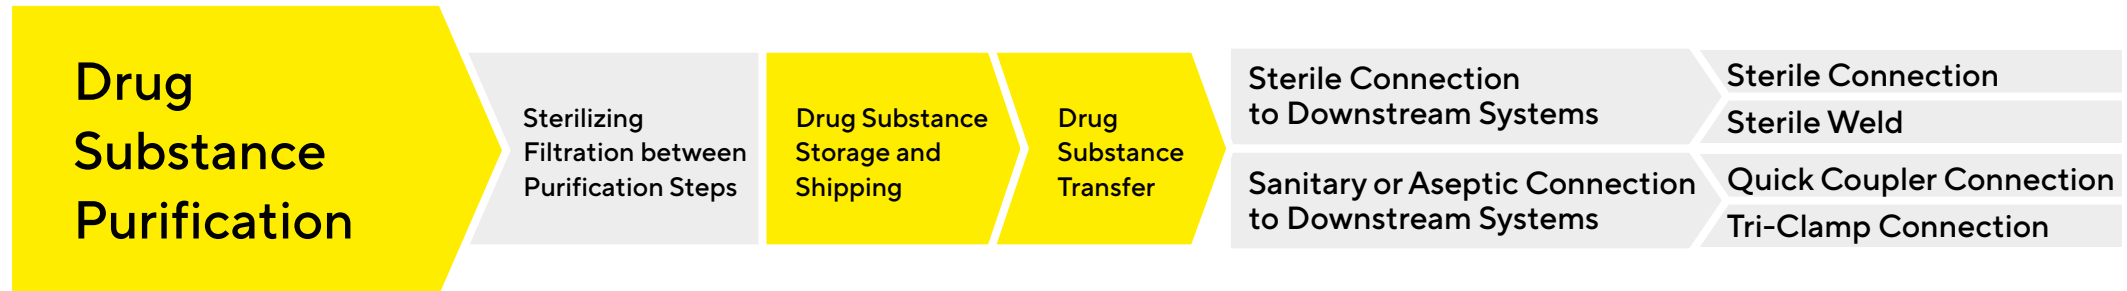 Drug
Substance
Purification
Sterilizing
Filtration between
Purification Steps
Drug Substance
Storage and
Shipping
Drug
Substance
Transfer
Sterile Connection
to Downstream Systems
Sterile Connection
Sterile Weld
Sanitary or Aseptic Connection
to Downstream Systems
Quick Coupler Connection
Tri-Clamp Connection